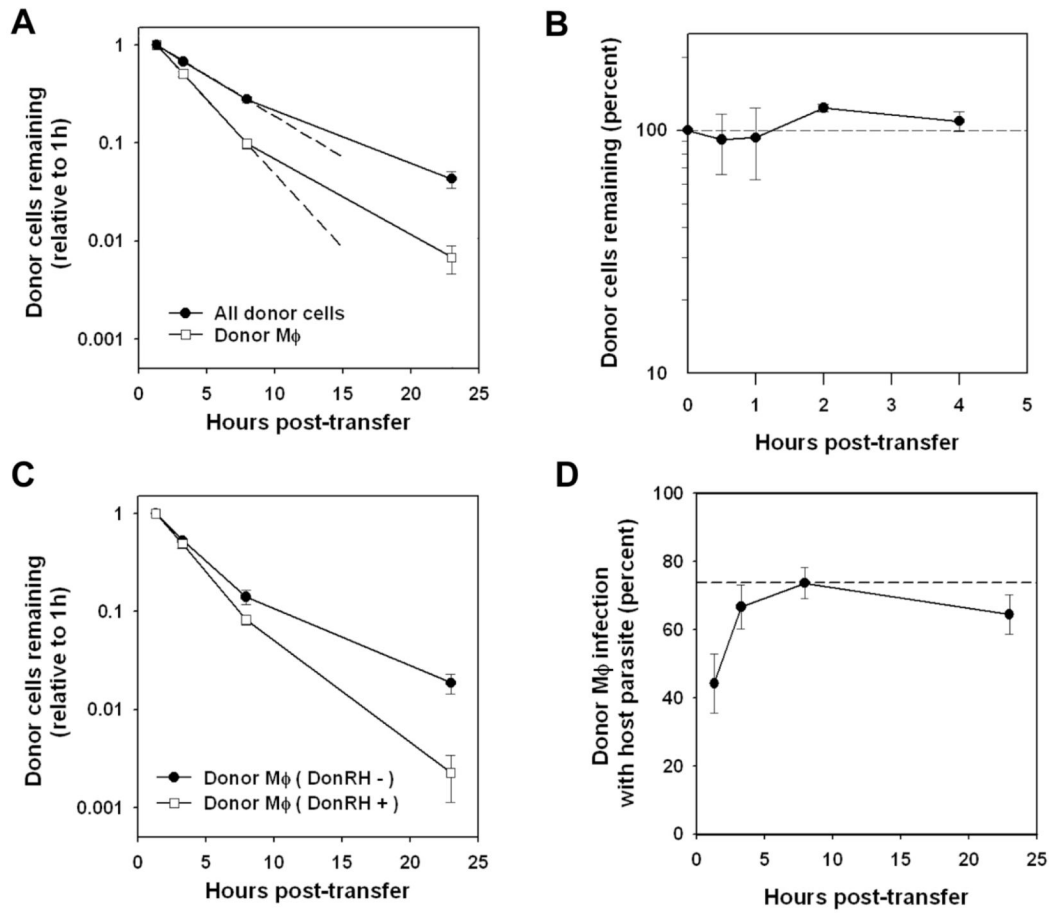 A
Donor cells remaining
(relative to 1h)
1
0.1
0.01
0.001
All donor cells
Donor Mϕ
0 5 10 15 20 25
Hours post-transfer
B
Donor cells remaining (percent)
100
10
0 1 2 3 4 5
Hours post-transfer
C
Donor cells remaining
(relative to 1h)
1
0.1
0.01
0.001
Donor Mϕ ( DonRH - )
Donor Mϕ ( DonRH + )
0 5 10 15 20 25
Hours post-transfer
D
Donor Mϕ infection
with host parasite (percent)
100
80
60
40
20
0
0 5 10 15 20 25
Hours post-transfer